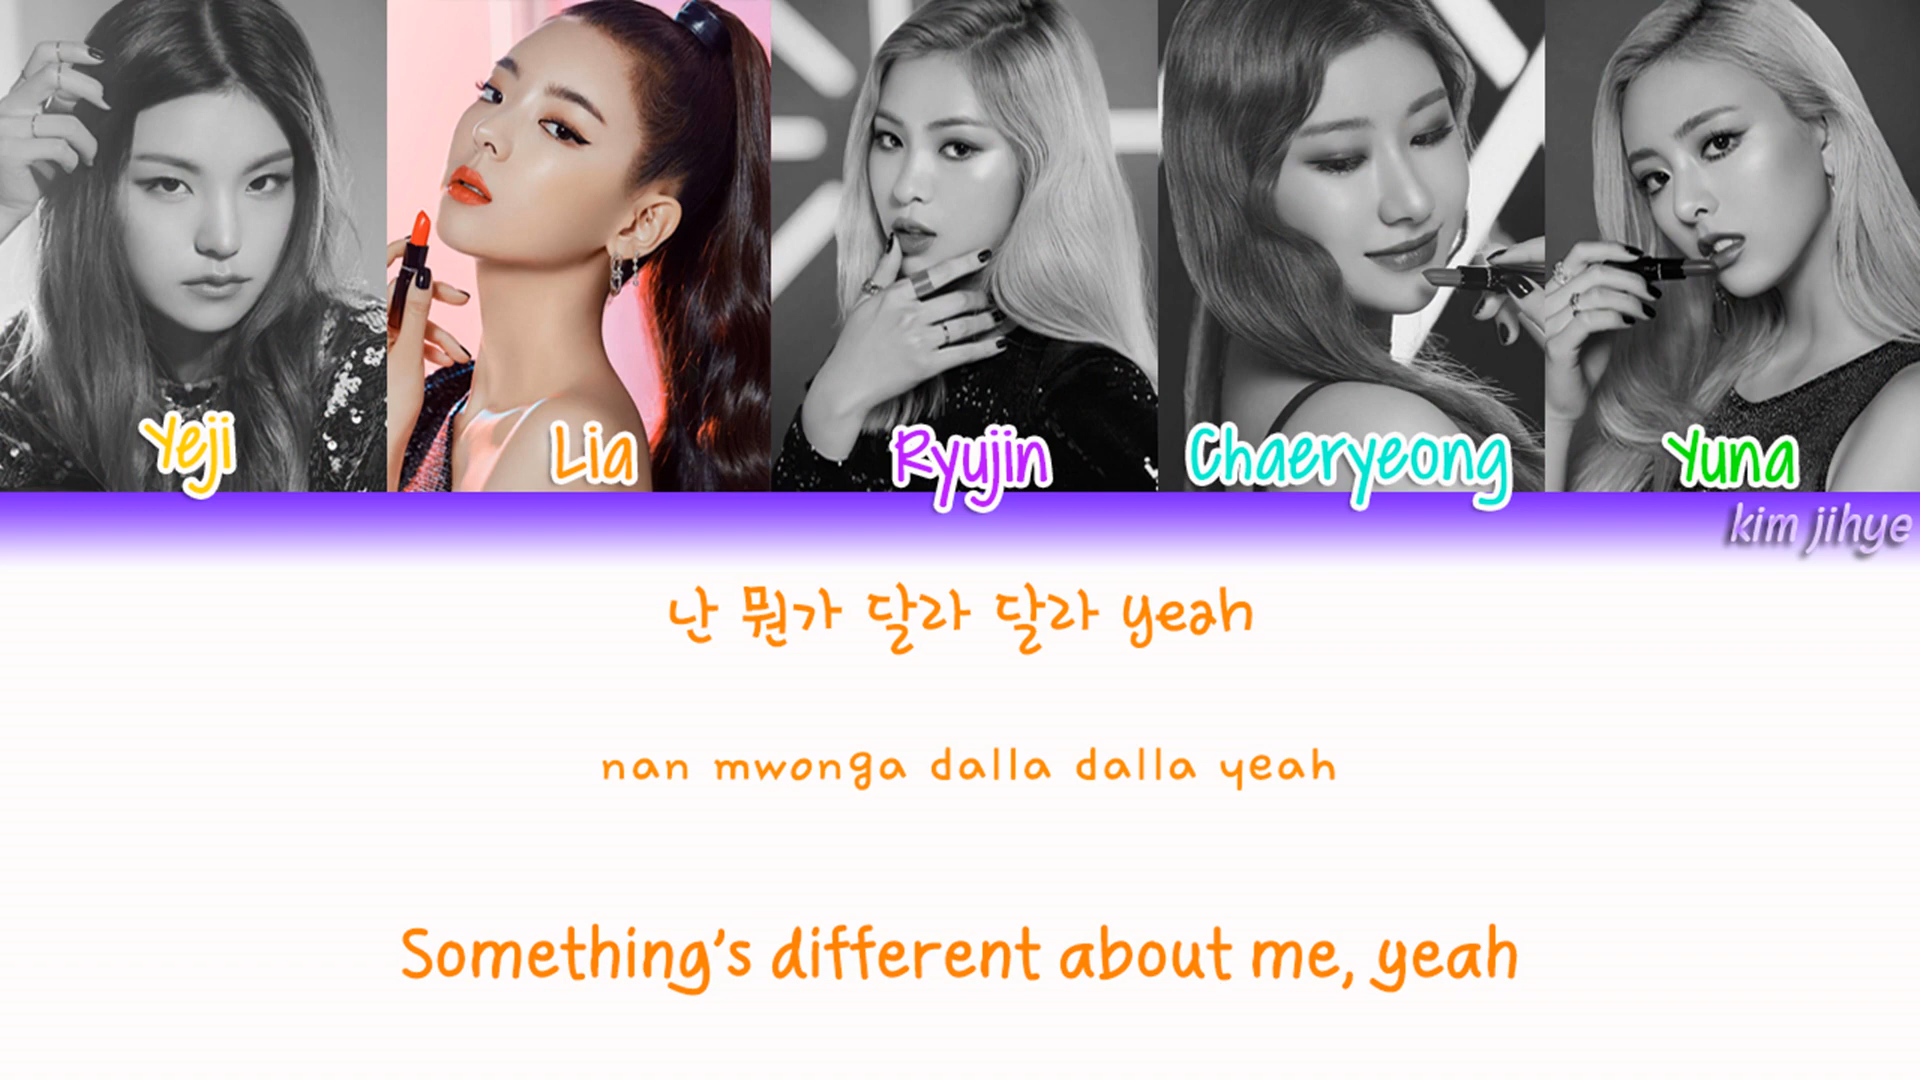 Yeji Lia Ryujin Chaeryeong Yuna
kim jihye
난 뭔가 달라 달라 yeah
nan mwonga dalla dalla yeah
Something's different about me, yeah